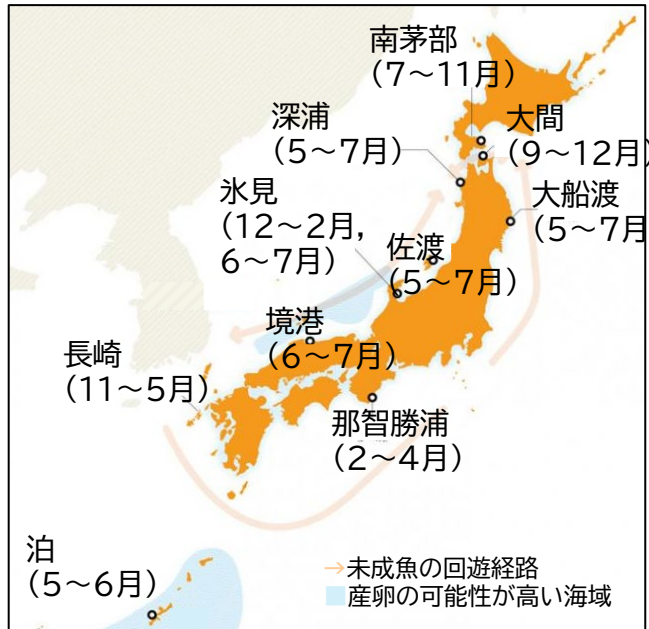 南茅部
(7～11月)
深浦
(5～7月)
大間
(9～12月)
氷見
(12～2月,
6～7月)
佐渡
(5～7月)
大船渡
(5～7月
境港
(6～7月)
長崎
(11～5月)
那智勝浦
(2～4月)
泊
(5～6月)
→未成魚の回遊経路
産卵の可能性が高い海域